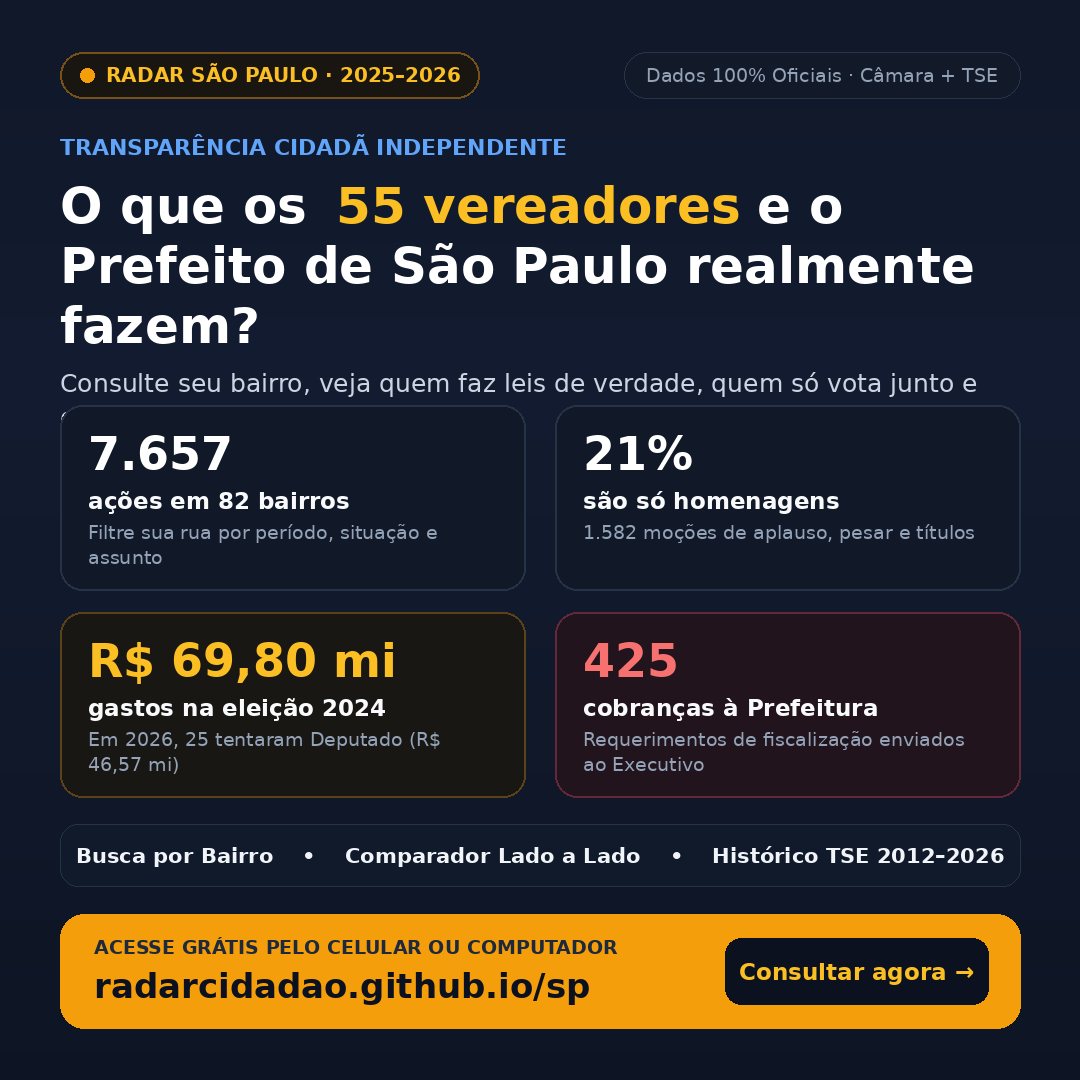 RADAR SÃO PAULO · 2025–2026
Dados 100% Oficiais · Câmara + TSE
TRANSPARÊNCIA CIDADÃ INDEPENDENTE
O que os 55 vereadores e o
Prefeito de São Paulo realmente
fazem?
Consulte seu bairro, veja quem faz leis de verdade, quem só vota junto e
7.657
ações em 82 bairros
Filtre sua rua por período, situação e
assunto
21%
são só homenagens
1.582 moções de aplauso, pesar e títulos
R$ 69,80 mi
gastos na eleição 2024
Em 2026, 25 tentaram Deputado (R$
46,57 mi)
425
cobranças à Prefeitura
Requerimentos de fiscalização enviados
ao Executivo
Busca por Bairro • Comparador Lado a Lado • Histórico TSE 2012–2026
ACESSE GRÁTIS PELO CELULAR OU COMPUTADOR
radarcidadao.github.io/sp
Consultar agora →